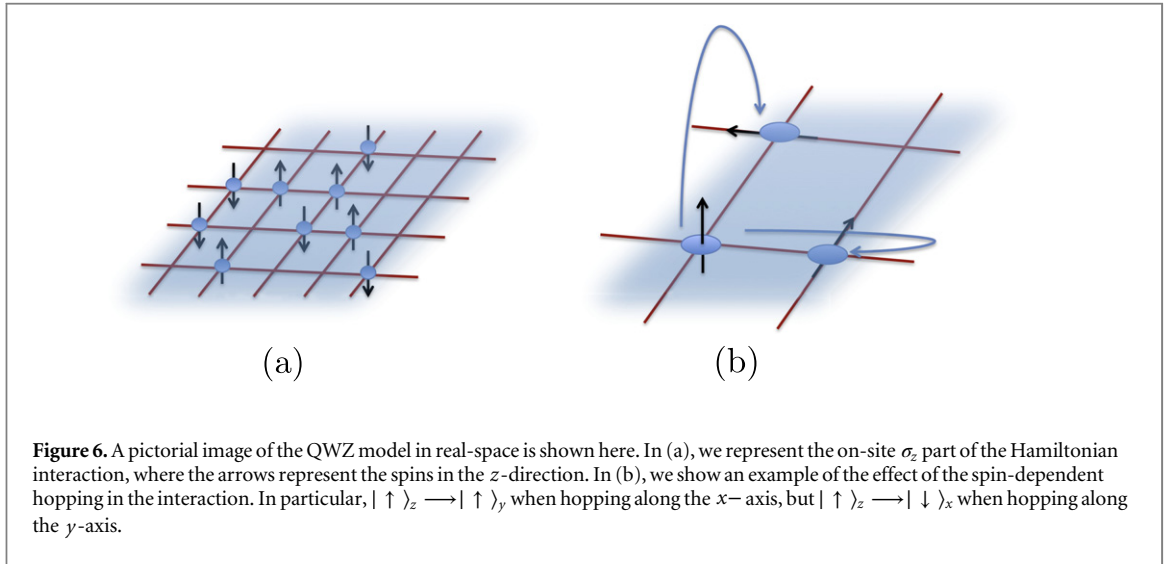 (a)
(b)
Figure 6. A pictorial image of the QWZ model in real-space is shown here. In (a), we represent the on-site σz part of the Hamiltonian
interaction, where the arrows represent the spins in the z-direction. In (b), we show an example of the effect of the spin-dependent
hopping in the interaction. In particular, | ↑ ⟩z ⟶| ↑ ⟩y when hopping along the x− axis, but | ↑ ⟩z ⟶| ↓ ⟩x when hopping along
the y-axis.